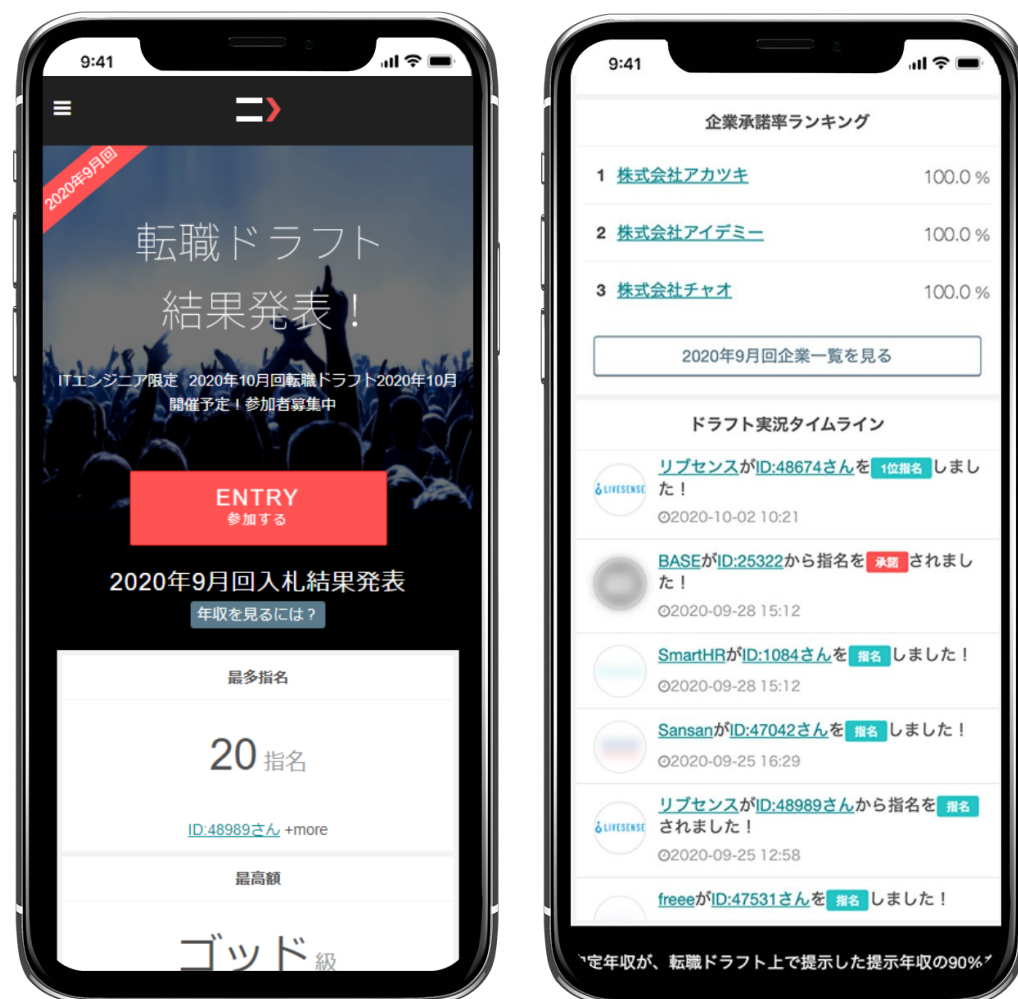 9:41
2020年9月回
転職ドラフト
結果発表！
ITエンジニア限定 2020年10月回転職ドラフト2020年10月
開催予定！参加者募集中
ENTRY
参加する
2020年9月回入札結果発表
年収を見るには？
最多指名
20 指名
ID:48989さん +more
最高額
ゴッド級
9:41
企業承諾率ランキング
1 株式会社アカツキ 100.0 %
2 株式会社アイデミー 100.0 %
3 株式会社チャオ 100.0 %
2020年9月回企業一覧を見る
ドラフト実況タイムライン
LIVESENSE
リブセンスがID:48674さんを 1位指名 しまし
た！
2020-10-02 10:21
BASEがID:25322から指名を 承諾 されまし
た！
2020-09-28 15:12
SmartHRがID:1084さんを 指名 しました！
2020-09-28 15:12
SansanがID:47042さんを 指名 しました！
2020-09-25 16:29
LIVESENSE
リブセンスがID:48989さんから指名を 指名
されました！
2020-09-25 12:58
freeeがID:47531さんを 指名 しました！
定年収が、転職ドラフト上で提示した提示年収の90%